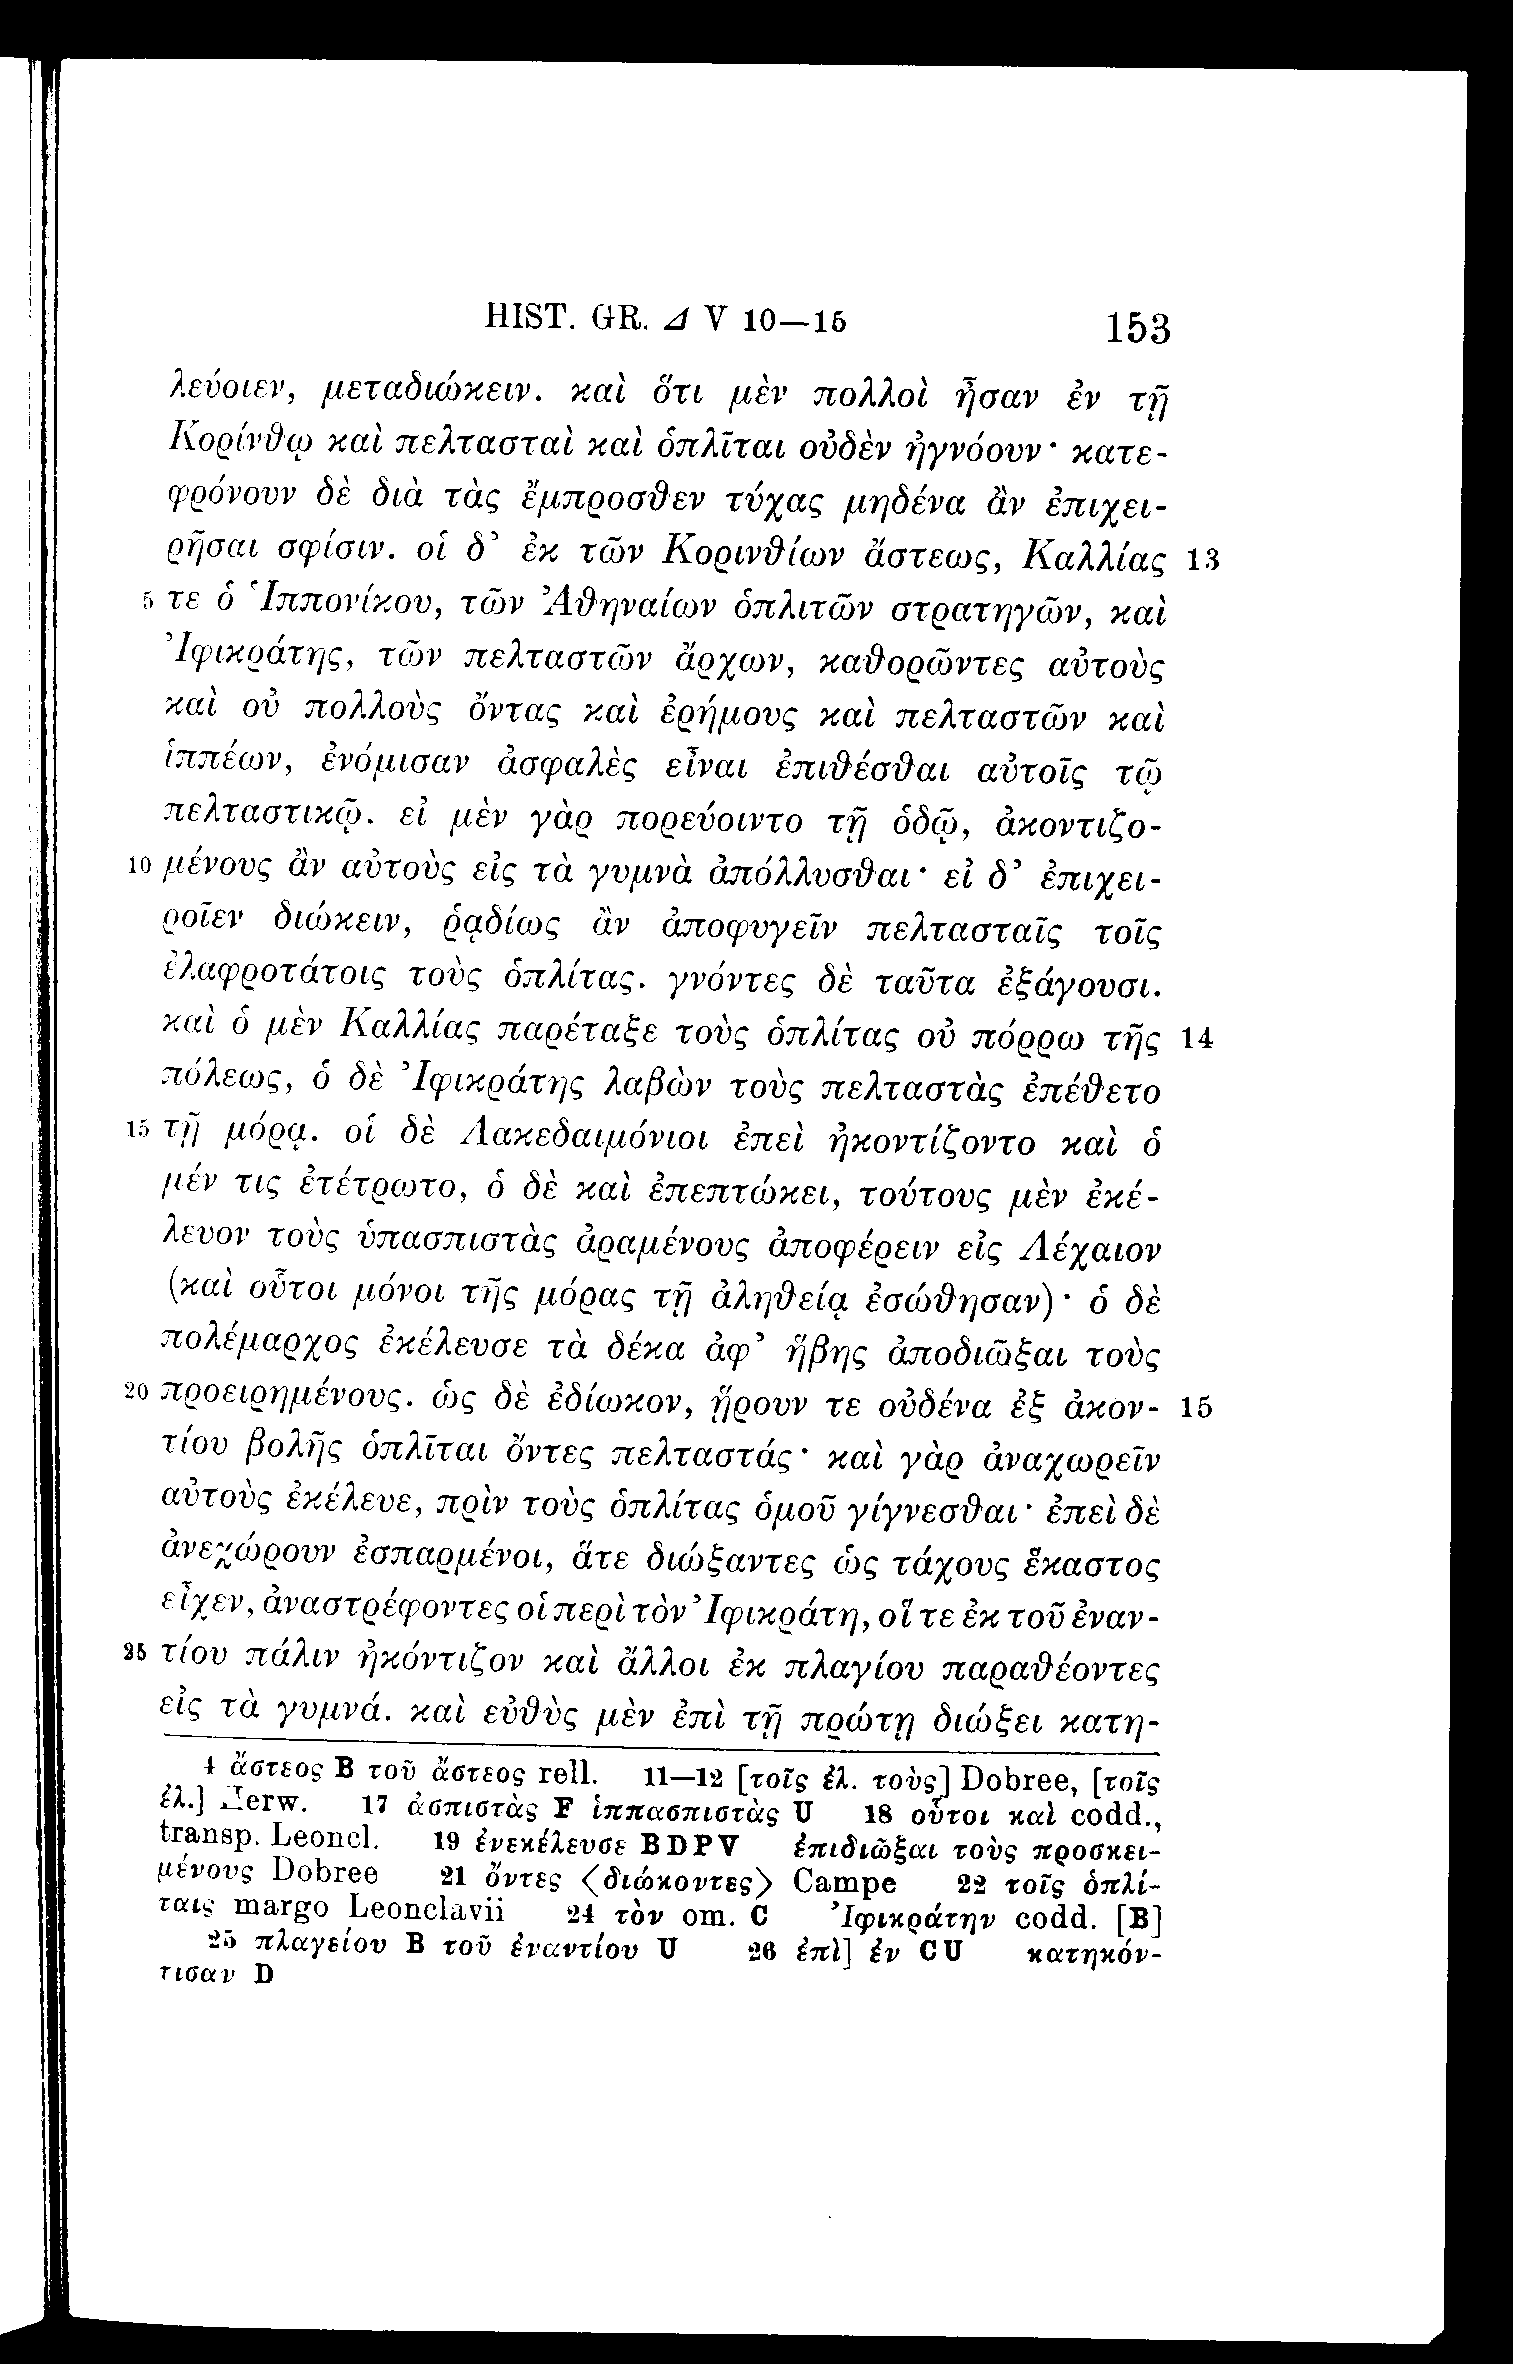 HIST. GR. Δ V 10—15 153
λεύοιεν, μεταδιώκειν. καὶ ὅτι μὲν πολλοὶ ἦσαν ἐν τῇ
Κορίνθῳ καὶ πελτασταὶ καὶ ὁπλῖται οὐδὲν ἠγνόουν· κατε-
φρόνουν δὲ διὰ τὰς ἔμπροσθεν τύχας μηδένα ἂν ἐπιχει-
ρῆσαι σφίσιν. οἱ δ’ ἐκ τῶν Κορινθίων ἄστεως, Καλλίας 13
5 τε ὁ Ἱππονίκου, τῶν Ἀθηναίων ὁπλιτῶν στρατηγῶν, καὶ
Ἰφικράτης, τῶν πελταστῶν ἄρχων, καθορῶντες αὐτοὺς
καὶ οὐ πολλοὺς ὄντας καὶ ἐρήμους καὶ πελταστῶν καὶ
ἱππέων, ἐνόμισαν ἀσφαλὲς εἶναι ἐπιθέσθαι αὐτοῖς τῷ
πελταστικῷ. εἰ μὲν γὰρ πορεύοιντο τῇ ὁδῷ, ἀκοντιζο-
10 μένους ἂν αὐτοὺς εἰς τὰ γυμνὰ ἀπόλλυσθαι· εἰ δ’ ἐπιχει-
ροῖεν διώκειν, ῥᾳδίως ἂν ἀποφυγεῖν πελτασταῖς τοῖς
ἐλαφροτάτοις τοὺς ὁπλίτας. γνόντες δὲ ταῦτα ἐξάγουσι.
καὶ ὁ μὲν Καλλίας παρέταξε τοὺς ὁπλίτας οὐ πόρρω τῆς 14
πόλεως, ὁ δὲ Ἰφικράτης λαβὼν τοὺς πελταστὰς ἐπέθετο
15 τῇ μόρᾳ. οἱ δὲ Λακεδαιμόνιοι ἐπεὶ ἠκοντίζοντο καὶ ὁ
μέν τις ἐτέτρωτο, ὁ δὲ καὶ ἐπεπτώκει, τούτους μὲν ἐκέ-
λευον τοὺς ὑπασπιστὰς ἀραμένους ἀποφέρειν εἰς Λέχαιον
(καὶ οὗτοι μόνοι τῆς μόρας τῇ ἀληθείᾳ ἐσώθησαν)· ὁ δὲ
πολέμαρχος ἐκέλευσε τὰ δέκα ἀφ’ ἥβης ἀποδιῶξαι τοὺς
20 προειρημένους. ὡς δὲ ἐδίωκον, ᾕρουν τε οὐδένα ἐξ ἀκον- 15
τίου βολῆς ὁπλῖται ὄντες πελταστάς· καὶ γὰρ ἀναχωρεῖν
αὐτοὺς ἐκέλευε, πρὶν τοὺς ὁπλίτας ὁμοῦ γίγνεσθαι· ἐπεὶ δὲ
ἀνεχώρουν ἐσπαρμένοι, ἅτε διώξαντες ὡς τάχους ἕκαστος
εἶχεν, ἀναστρέφοντες οἱ περὶ τὸν Ἰφικράτη, οἵ τε ἐκ τοῦ ἐναν-
25 τίου πάλιν ἠκόντιζον καὶ ἄλλοι ἐκ πλαγίου παραθέοντες
εἰς τὰ γυμνά. καὶ εὐθὺς μὲν ἐπὶ τῇ πρώτῃ διώξει κατη-
4 ἄστεος B τοῦ ἄστεος rell. 11—12 [τοῖς ἐλ. τοὺς] Dobree, [τοῖς
ἐλ.] Herw. 17 ἀσπιστὰς F ἱππασπιστὰς U 18 οὗτοι καὶ codd.,
transp. Leoncl. 19 ἐνεκέλευσε BDPV ἐπιδιῶξαι τοὺς προσκει-
μένους Dobree 21 ὄντες ⟨διώκοντες⟩ Campe 22 τοῖς ὁπλί-
ταις margo Leonclavii 24 τὸν om. C Ἰφικράτην codd. [B]
25 πλαγείου B τοῦ ἐναντίου U 26 ἐπὶ] ἐν CU κατηκόν-
τισαν D